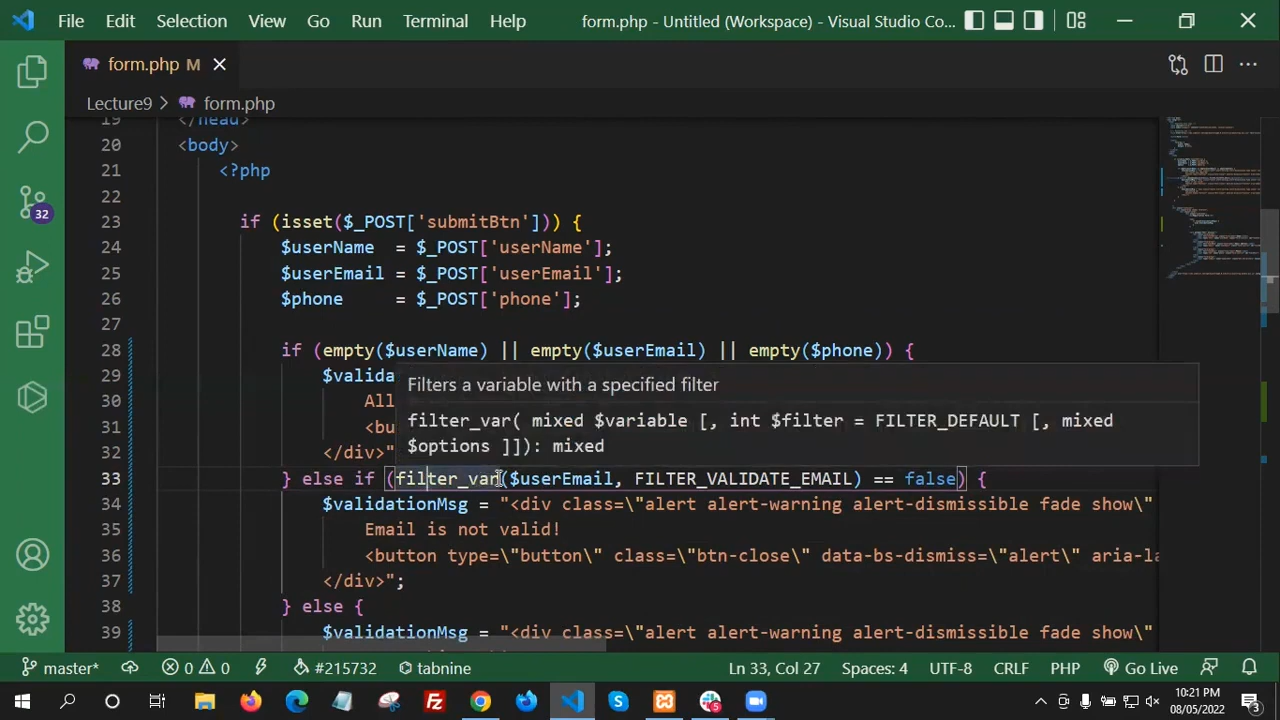 File Edit Selection View Go Run Terminal Help form.php - Untitled (Workspace) - Visual Studio Co...
form.php M
Lecture9 > form.php
19 </head>
20 <body>
21 <?php
22
23 if (isset($_POST['submitBtn'])) {
24 $userName = $_POST['userName'];
25 $userEmail = $_POST['userEmail'];
26 $phone = $_POST['phone'];
27
28 if (empty($userName) || empty($userEmail) || empty($phone)) {
29 $valida
Filters a variable with a specified filter
30 All
filter_var( mixed $variable [, int $filter = FILTER_DEFAULT [, mixed
31 <bu
$options ]]): mixed
32 </div>"
33 } else if (filter_var($userEmail, FILTER_VALIDATE_EMAIL) == false) {
34 $validationMsg = "<div class=\"alert alert-warning alert-dismissible fade show\"
35 Email is not valid!
36 <button type=\"button\" class=\"btn-close\" data-bs-dismiss=\"alert\" aria-la
37 </div>";
38 } else {
39 $validationMsg = "<div class=\"alert alert-warning alert-dismissible fade show\"
32
master* 0 0 #215732 tabnine Ln 33, Col 27 Spaces: 4 UTF-8 CRLF PHP Go Live
10:21 PM
08/05/2022
5
3